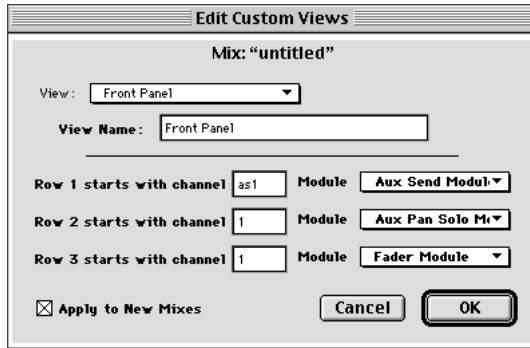 Edit Custom Views
Mix: “untitled”
View: Front Panel
View Name: Front Panel
Row 1 starts with channel as1 Module Aux Send Modul
Row 2 starts with channel 1 Module Aux Pan Solo Mo
Row 3 starts with channel 1 Module Fader Module
Apply to New Mixes Cancel OK